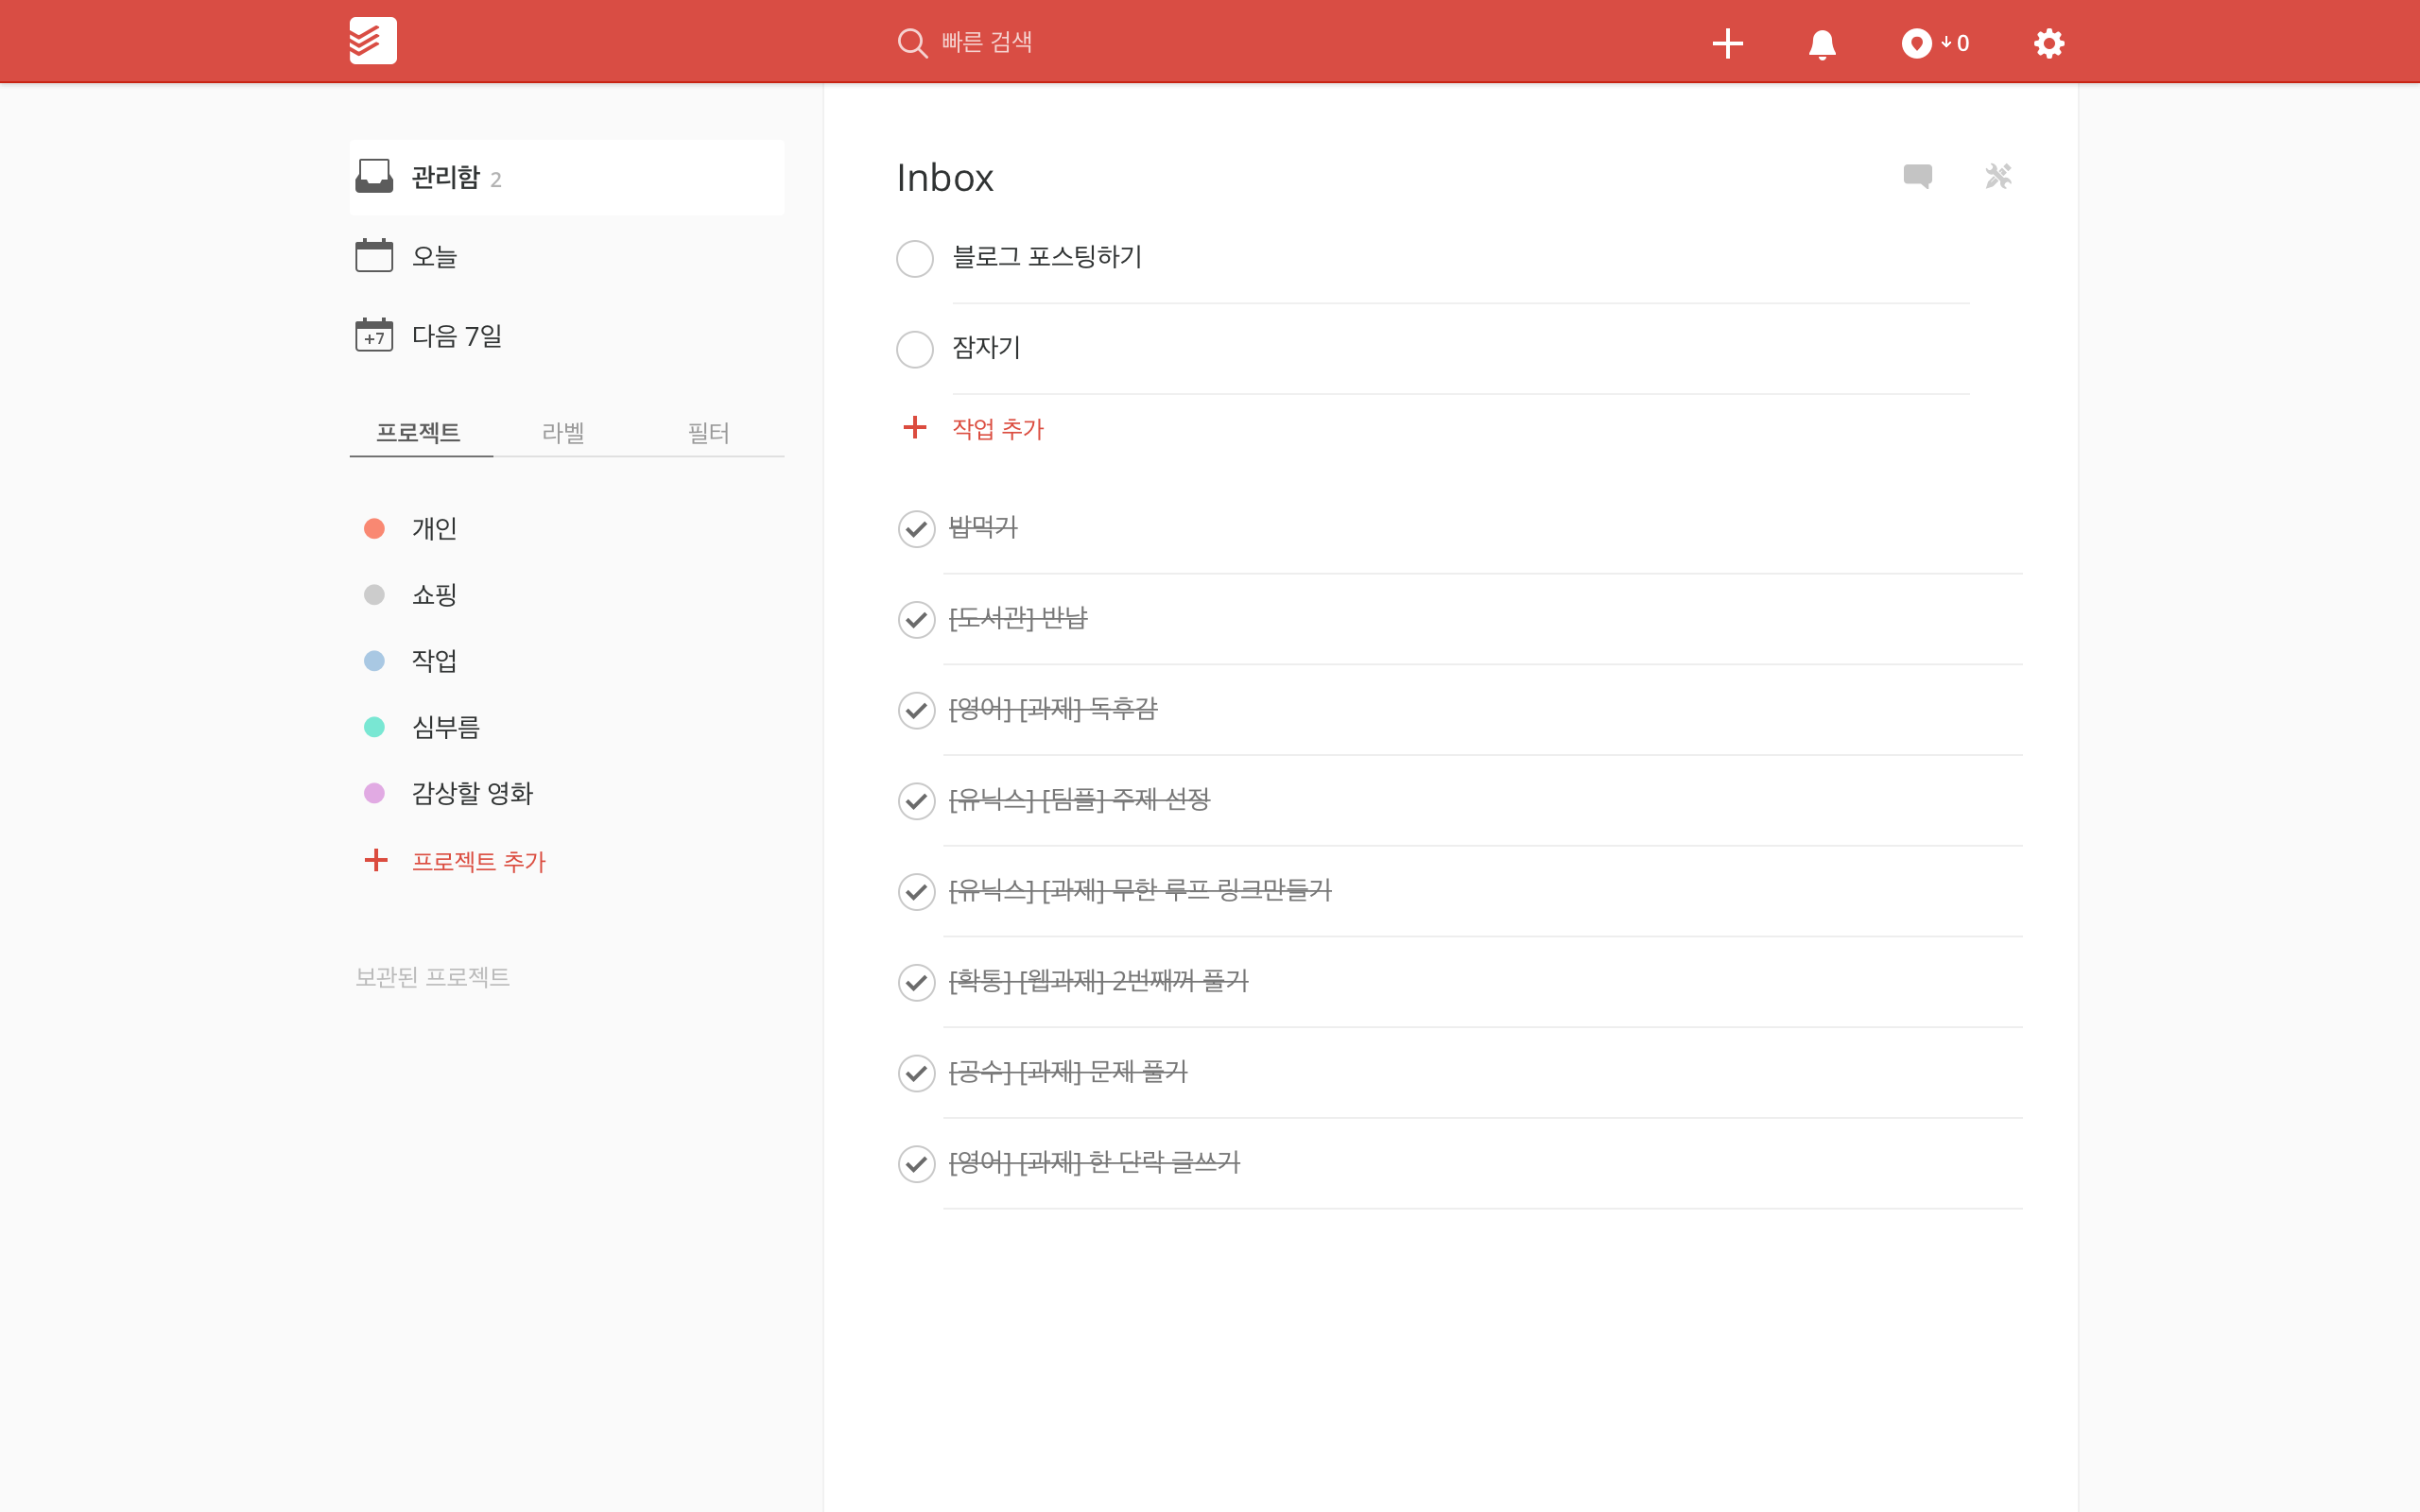 빠른 검색
0
관리함 2
오늘
+7
다음 7일
프로젝트 라벨 필터
개인
쇼핑
작업
심부름
감상할 영화
프로젝트 추가
보관된 프로젝트
Inbox
블로그 포스팅하기
잠자기
작업 추가
밥먹기
[도서관] 반납
[영어] [과제] 독후감
[유닉스] [팀플] 주제 선정
[유닉스] [과제] 무한 루프 링크만들기
[확통] [웹과제] 2번째꺼 풀기
[공수] [과제] 문제 풀기
[영어] [과제] 한 단락 글쓰기